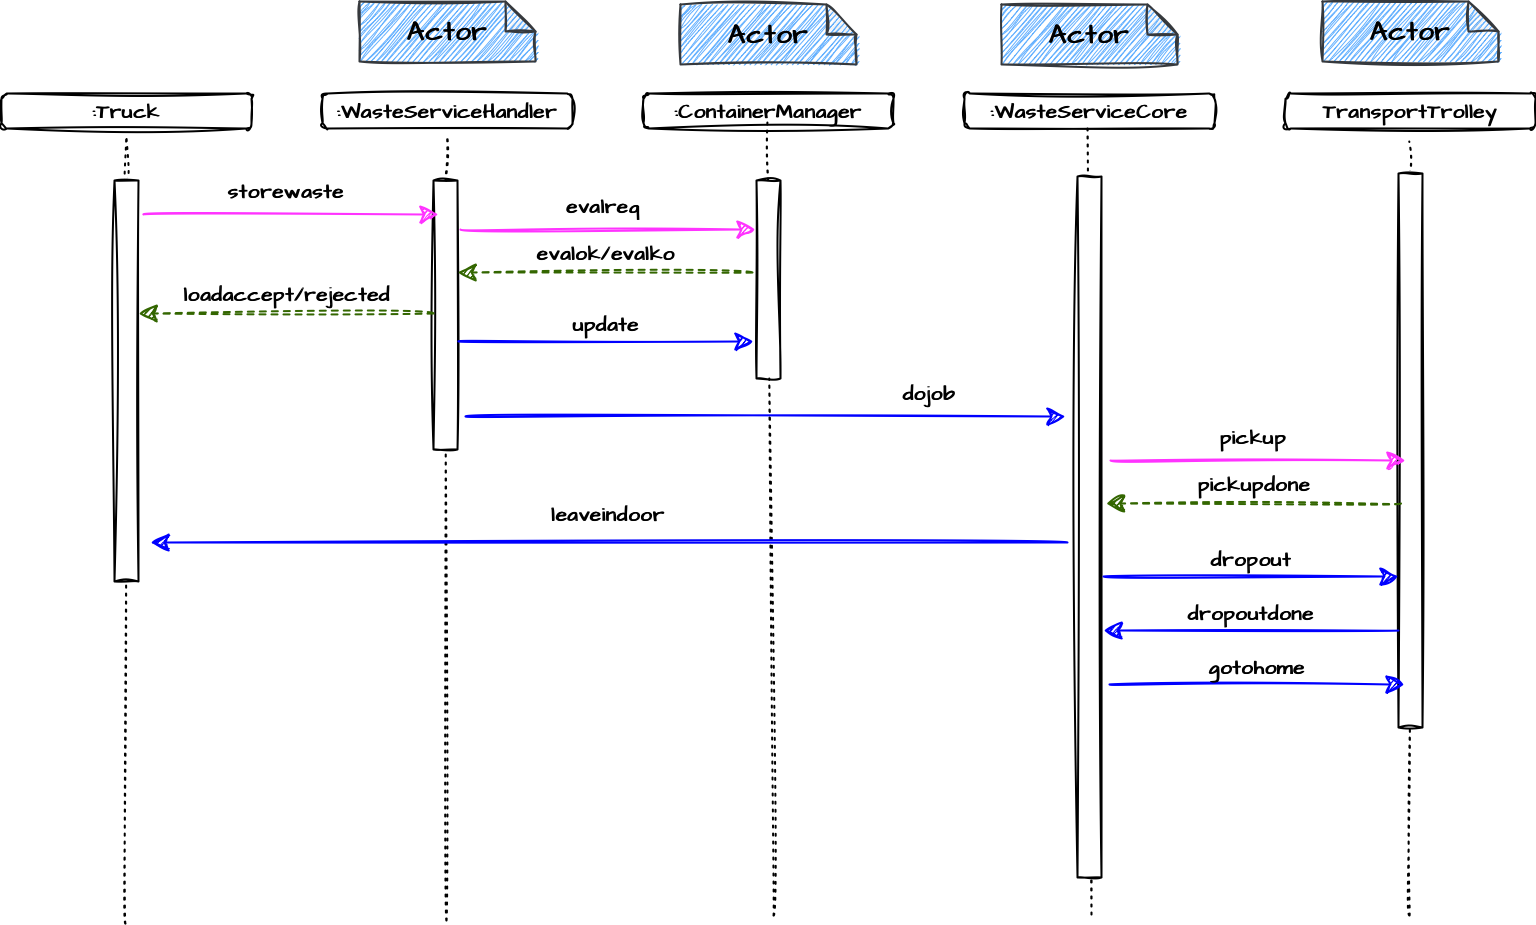 Actor
Actor
Actor
Actor
:Truck
:WasteServiceHandler
:ContainerManager
:WasteServiceCore
TransportTrolley
storewaste
evalreq
evalok/evalko
loadaccept/rejected
update
dojob
pickup
pickupdone
leaveindoor
dropout
dropoutdone
gotohome